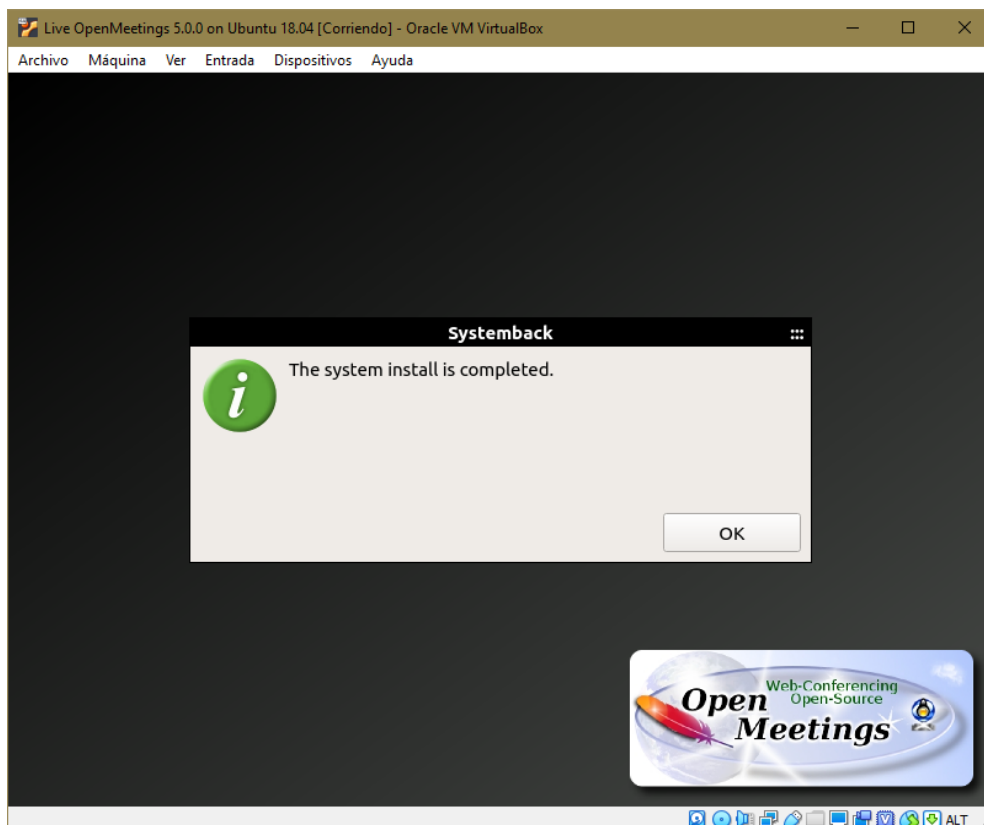 Live OpenMeetings 5.0.0 on Ubuntu 18.04 [Corriendo] - Oracle VM VirtualBox
Archivo Máquina Ver Entrada Dispositivos Ayuda
Systemback
The system install is completed.
OK
Web-Conferencing
Open Open-Source
Meetings
ALT